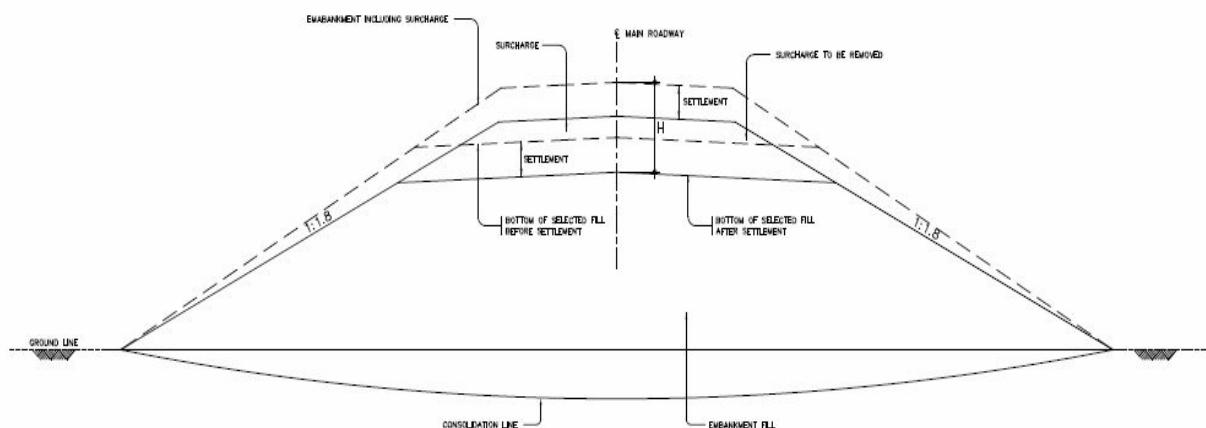 EMABANKMENT INCLUDING SURCHARGE
SURCHARGE
℄ MAIN ROADWAY
SURCHARGE TO BE REMOVED
SETTLEMENT
H
SETTLEMENT
1:1.8
BOTTOM OF SELECTED FILL
BEFORE SETTLEMENT
BOTTOM OF SELECTED FILL
AFTER SETTLEMENT
1:1.8
GROUND LINE
CONSOLIDATION LINE
EMBANKMENT FILL